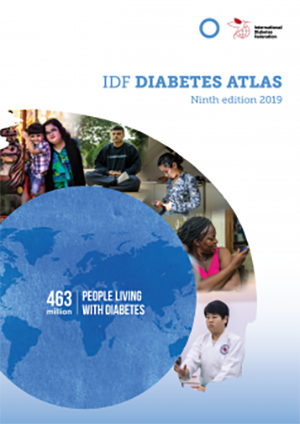 International
Diabetes
Federation
IDF DIABETES ATLAS
Ninth edition 2019
463
million
PEOPLE LIVING
WITH DIABETES